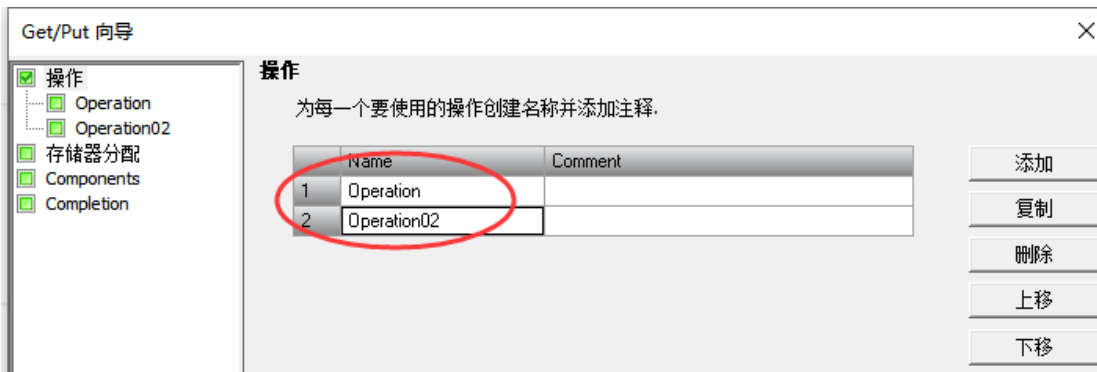 Get/Put 向导
操作
Operation
Operation02
存储器分配
Components
Completion
操作
为每一个要使用的操作创建名称并添加注释.
Name Comment
1 Operation
2 Operation02
添加
复制
删除
上移
下移